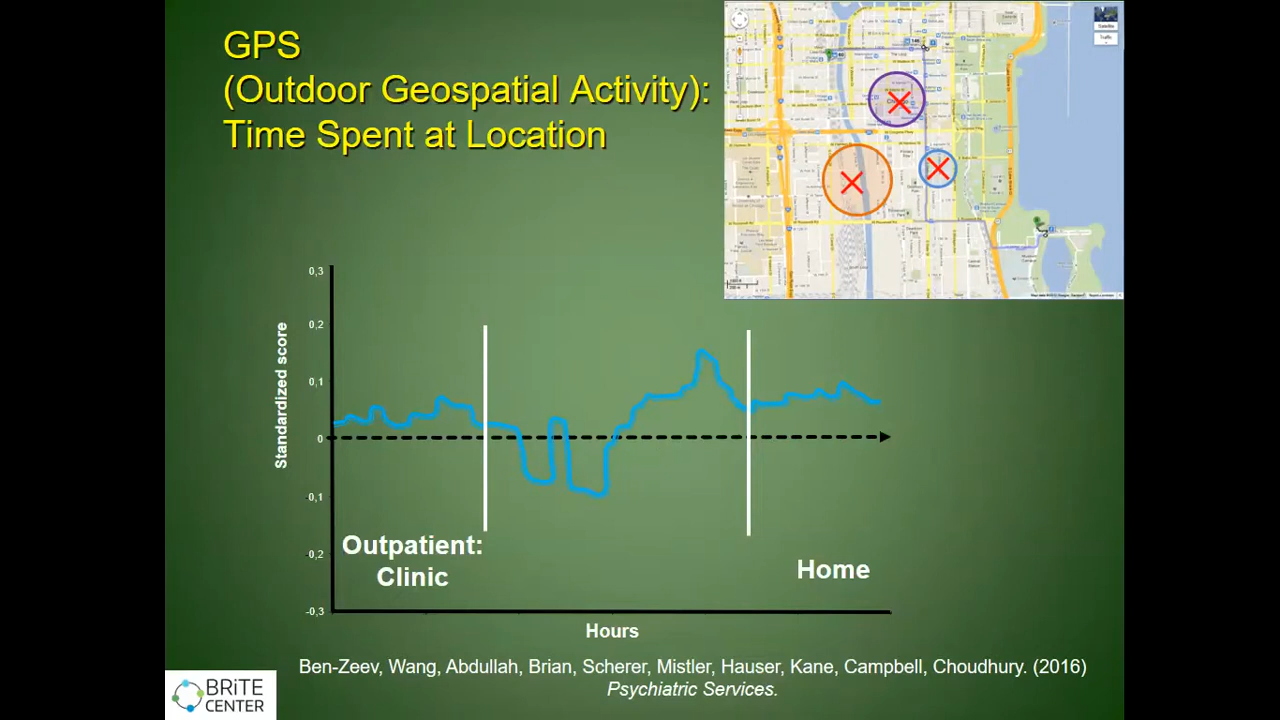 GPS
(Outdoor Geospatial Activity):
Time Spent at Location
0,3
0,2
0,1
0
-0,1
-0,2
-0,3
Standardized score
Outpatient:
Clinic
Home
Hours
Ben-Zeev, Wang, Abdullah, Brian, Scherer, Mistler, Hauser, Kane, Campbell, Choudhury. (2016)
Psychiatric Services.
BRiTE
CENTER